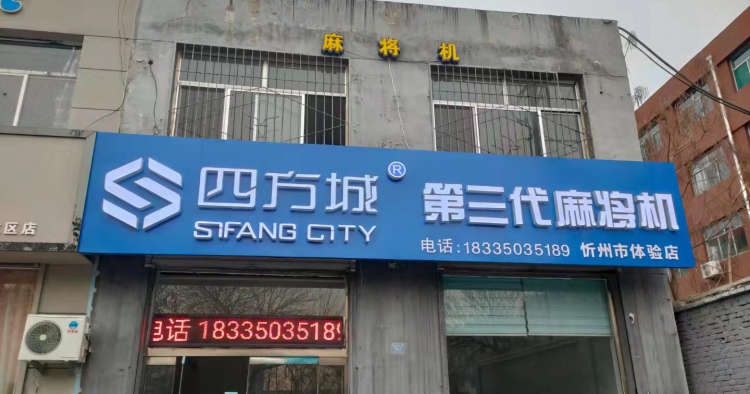 麻将机
四方城®
SIFANG CITY
第三代麻将机
电话:18335035189 忻州市体验店
电话 18335035189
区店